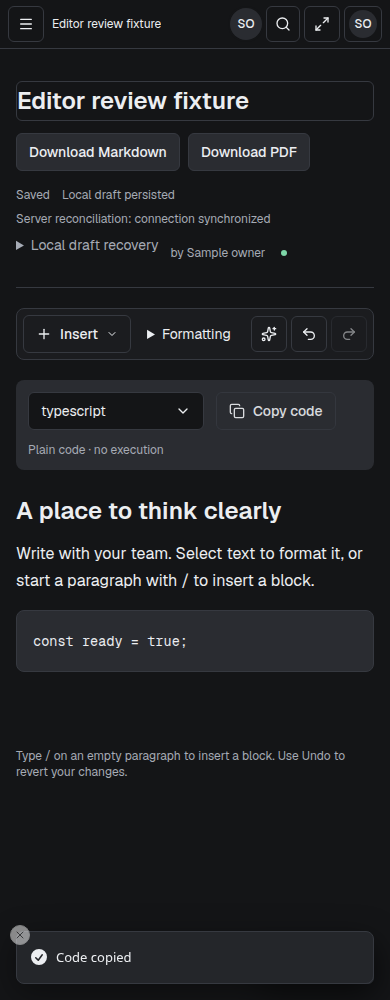 Editor review fixture
SO
SO
Editor review fixture
Download Markdown
Download PDF
Saved Local draft persisted
Server reconciliation: connection synchronized
Local draft recovery
by Sample owner
Insert
Formatting
typescript
Copy code
Plain code · no execution
A place to think clearly
Write with your team. Select text to format it, or
start a paragraph with / to insert a block.
const ready = true;
Type / on an empty paragraph to insert a block. Use Undo to
revert your changes.
Code copied